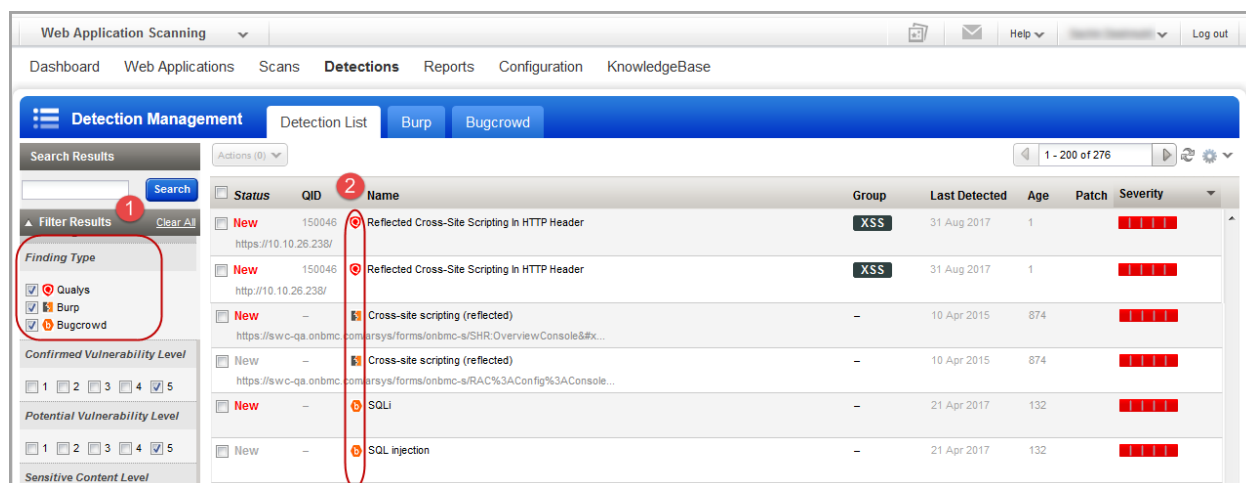 Web Application Scanning Help Log out
Dashboard Web Applications Scans Detections Reports Configuration KnowledgeBase
Detection Management Detection List Burp Bugcrowd
Search Results Actions (0) 1 - 200 of 276
Search
1
Filter Results Clear All
Finding Type
Qualys
Burp
Bugcrowd
Confirmed Vulnerability Level
1 2 3 4 5
Potential Vulnerability Level
1 2 3 4 5
Sensitive Content Level
2
Status QID Name Group Last Detected Age Patch Severity
New 150046 Reflected Cross-Site Scripting In HTTP Header XSS 31 Aug 2017 1
https://10.10.26.238/
New 150046 Reflected Cross-Site Scripting In HTTP Header XSS 31 Aug 2017 1
http://10.10.26.238/
New – Cross-site scripting (reflected) – 10 Apr 2015 874
https://swc-qa.onbmc.com/arsys/forms/onbmc-s/SHR:OverviewConsole&#x...
New – Cross-site scripting (reflected) – 10 Apr 2015 874
https://swc-qa.onbmc.com/arsys/forms/onbmc-s/RAC%3AConfig%3AConsole...
New – SQLi – 21 Apr 2017 132
New – SQL injection – 21 Apr 2017 132